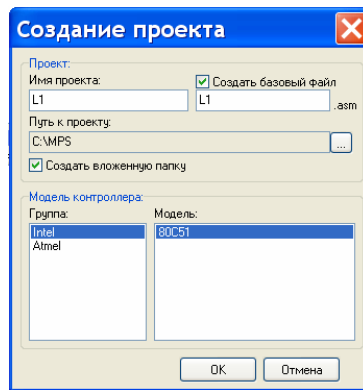 Создание проекта
Проект:
Имя проекта:
Создать базовый файл
L1
L1
.asm
Путь к проекту:
C:\MPS
...
Создать вложенную папку
Модель контроллера:
Группа:
Модель:
Intel
80C51
Atmel
OK
Отмена